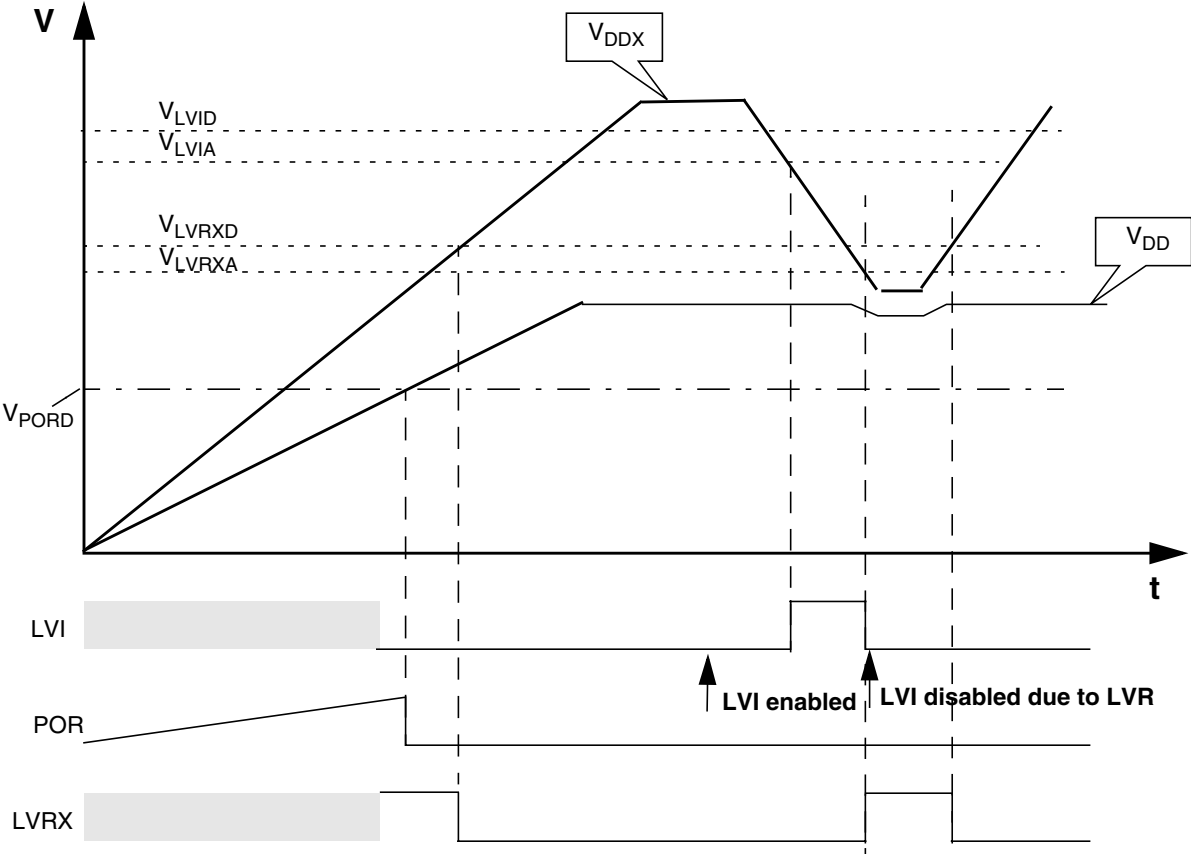 V
VDDX
VLVID
VLVIA
VLVRXD
VLVRXA
VDD
VPORD
t
LVI
LVI enabled
LVI disabled due to LVR
POR
LVRX